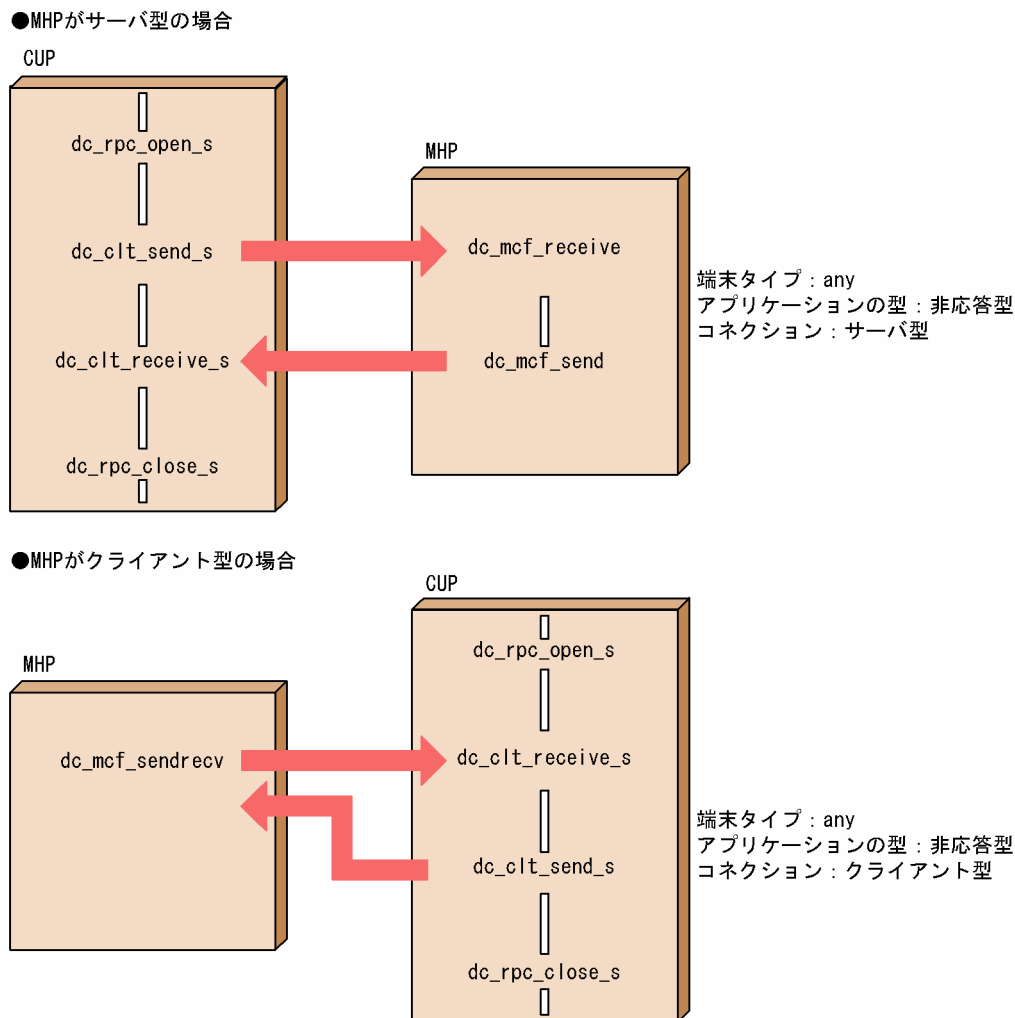 ●MHPがサーバ型の場合
CUP
dc_rpc_open_s
MHP
dc_clt_send_s
dc_mcf_receive
端末タイプ：any
アプリケーションの型：非応答型
コネクション：サーバ型
dc_clt_receive_s
dc_mcf_send
dc_rpc_close_s
●MHPがクライアント型の場合
CUP
dc_rpc_open_s
MHP
dc_mcf_sendrecv
dc_clt_receive_s
端末タイプ：any
アプリケーションの型：非応答型
コネクション：クライアント型
dc_clt_send_s
dc_rpc_close_s